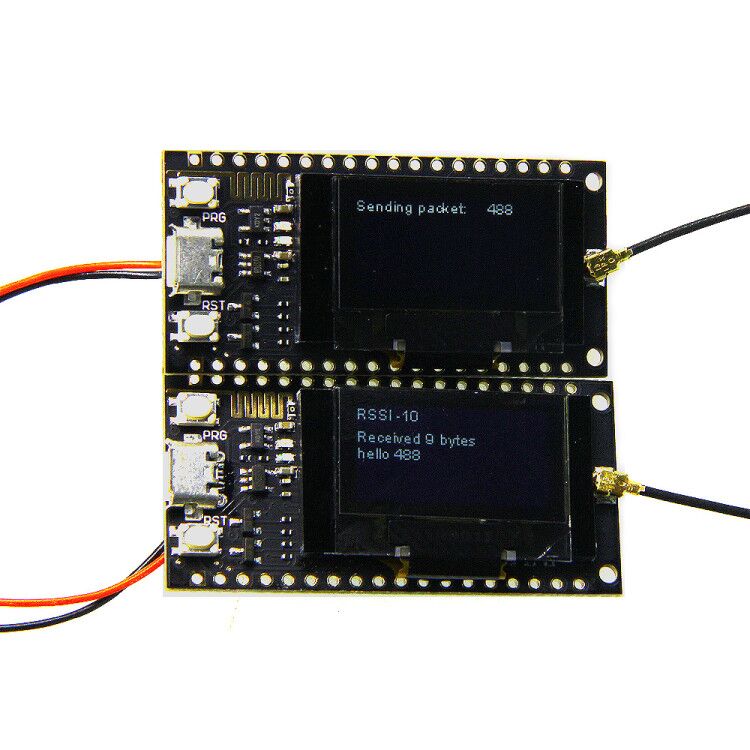 PRG
Sending packet: 488
RST
RSSI -10
PRG
Received 9 bytes
hello 488
RST